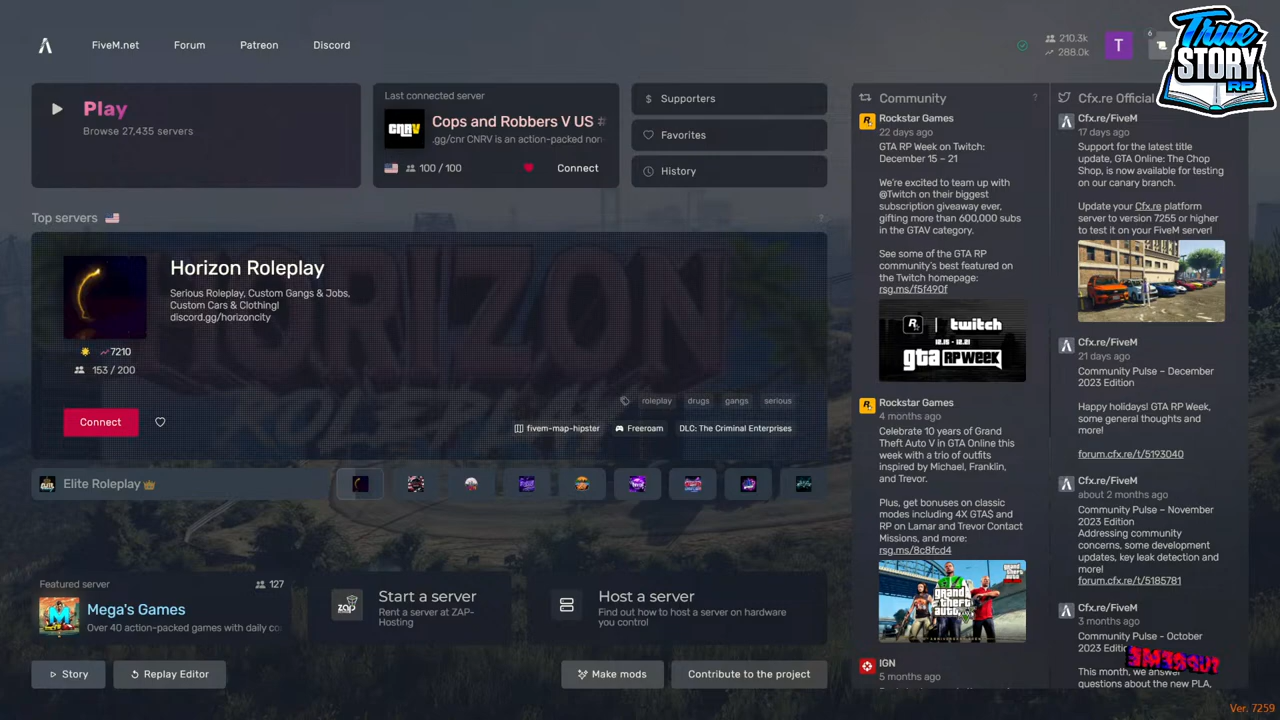 FiveM.net
Forum
Patreon
Discord
210.3k
288.0k
T
6
TRUE
STORY
RP
Play
Browse 27,435 servers
Last connected server
CNRV
Cops and Robbers V US #
.gg/cnr CNRV is an action-packed non
100 / 100
Connect
Supporters
Favorites
History
Top servers
?
Horizon Roleplay
Serious Roleplay, Custom Gangs & Jobs,
Custom Cars & Clothing!
discord.gg/horizoncity
7210
153 / 200
Connect
roleplay
drugs
gangs
serious
fivem-map-hipster
Freeroam
DLC: The Criminal Enterprises
Elite Roleplay
Featured server
127
Mega's Games
Over 40 action-packed games with daily co
ZAP
Start a server
Rent a server at ZAP-
Hosting
Host a server
Find out how to host a server on hardware
you control
Story
Replay Editor
Make mods
Contribute to the project
Community
?
Rockstar Games
22 days ago
GTA RP Week on Twitch:
December 15 – 21
We're excited to team up with
@Twitch on their biggest
subscription giveaway ever,
gifting more than 600,000 subs
in the GTAV category.
See some of the GTA RP
community's best featured on
the Twitch homepage:
rsg.ms/f5f490f
R* | twitch
12.15 - 12.21
gta RP WEEK
Rockstar Games
4 months ago
Celebrate 10 years of Grand
Theft Auto V in GTA Online this
week with a trio of outfits
inspired by Michael, Franklin,
and Trevor.
Plus, get bonuses on classic
modes including 4X GTA$ and
RP on Lamar and Trevor Contact
Missions, and more:
rsg.ms/8c8fcd4
grand
theft
auto
IGN
5 months ago
Cfx.re Official
Cfx.re/FiveM
17 days ago
Support for the latest title
update, GTA Online: The Chop
Shop, is now available for testing
on our canary branch.
Update your Cfx.re platform
server to version 7255 or higher
to test it on your FiveM server!
Cfx.re/FiveM
21 days ago
Community Pulse – December
2023 Edition
Happy holidays! GTA RP Week,
some general thoughts and
more!
forum.cfx.re/t/5193040
Cfx.re/FiveM
about 2 months ago
Community Pulse – November
2023 Edition
Addressing community
concerns, some development
updates, key leak detection and
more!
forum.cfx.re/t/5185781
Cfx.re/FiveM
3 months ago
Community Pulse - October
2023 Edit
This month, we answer
questions about the new PLA,
Ver. 7259